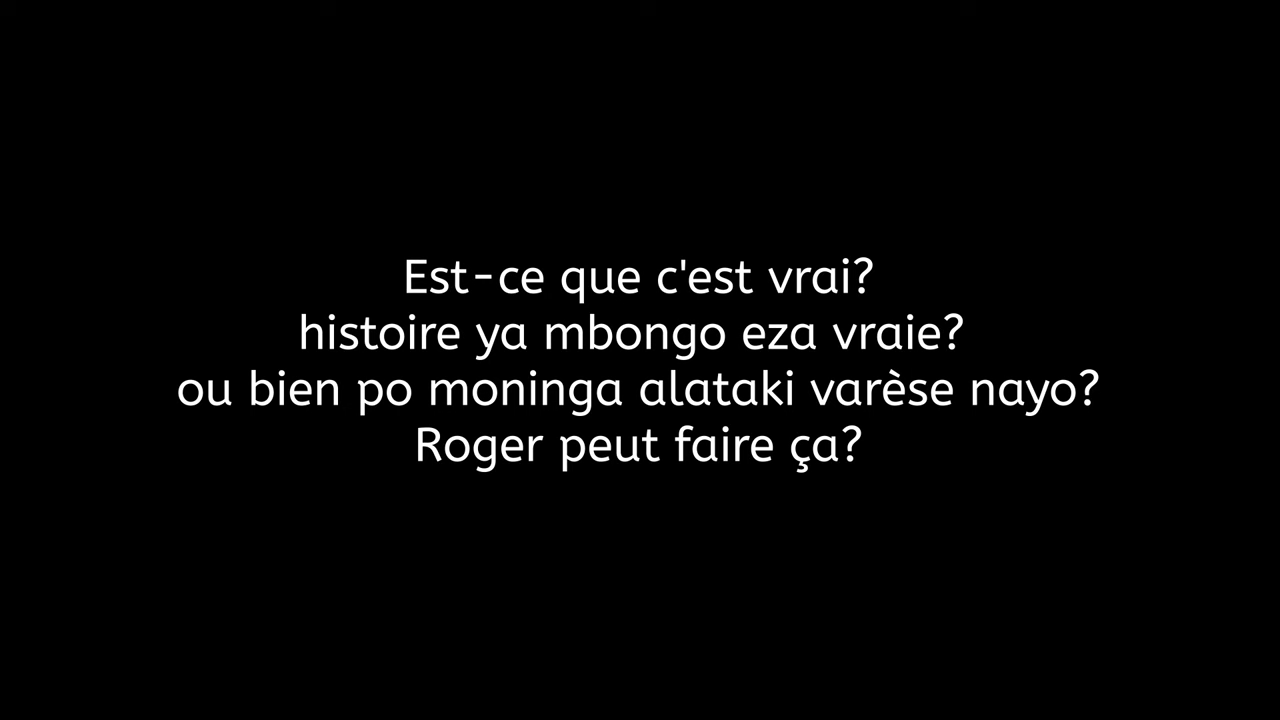 Est-ce que c'est vrai?
histoire ya mbongo eza vraie?
ou bien po moninga alataki varèse nayo?
Roger peut faire ça?